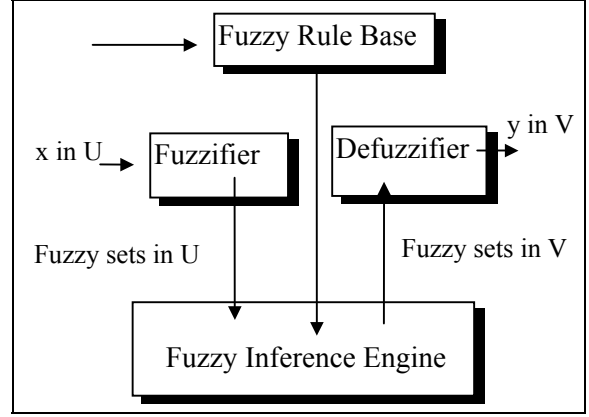 Fuzzy Rule Base
x in U
Fuzzifier
Defuzzifier
y in V
Fuzzy sets in U
Fuzzy sets in V
Fuzzy Inference Engine